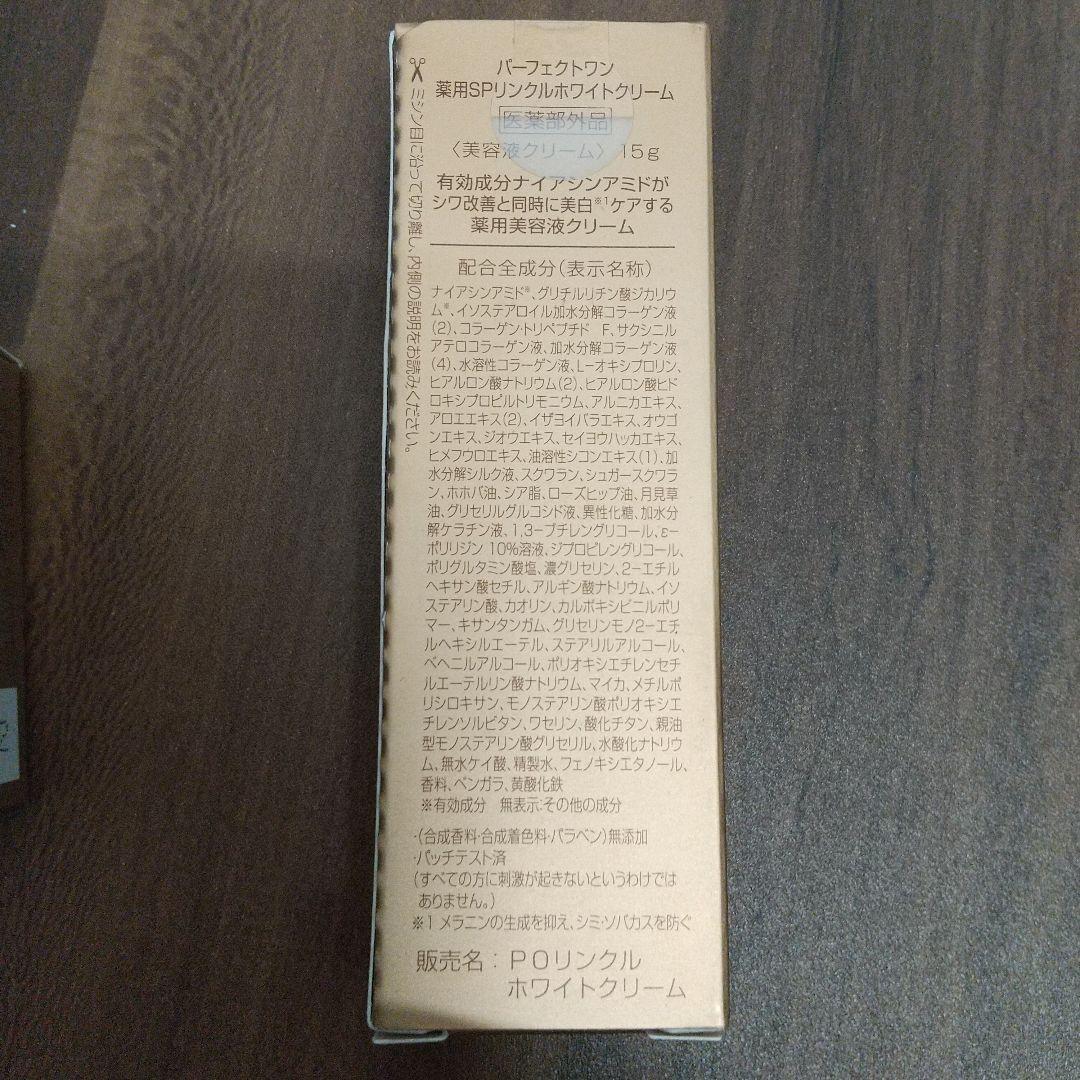 パーフェクトワン
薬用SPリンクルホワイトクリーム
医薬部外品
〈美容液クリーム〉 15g
有効成分ナイアシンアミドが
シワ改善と同時に美白※1ケアする
薬用美容液クリーム
配合全成分(表示名称)
ナイアシンアミド※、グリチルリチン酸ジカリウ
ム※、イソステアロイル加水分解コラーゲン液
(2)、コラーゲン・トリペプチド F、サクシニル
アテロコラーゲン液、加水分解コラーゲン液
(4)、水溶性コラーゲン液、L-オキシプロリン、
ヒアルロン酸ナトリウム(2)、ヒアルロン酸ヒド
ロキシプロピルトリモニウム、アルニカエキス、
アロエエキス(2)、イザヨイバラエキス、オウゴ
ンエキス、ジオウエキス、セイヨウハッカエキス、
ヒメフウロエキス、油溶性シコンエキス(1)、加
水分解シルク液、スクワラン、シュガースクワラ
ン、ホホバ油、シア脂、ローズヒップ油、月見草
油、グリセリルグルコシド液、異性化糖、加水分
解ケラチン液、1,3-ブチレングリコール、ε-
ポリリジン 10%溶液、ジプロピレングリコール、
ポリグルタミン酸塩、濃グリセリン、2-エチル
ヘキサン酸セチル、アルギン酸ナトリウム、イソ
ステアリン酸、カオリン、カルボキシビニルポリ
マー、キサンタンガム、グリセリンモノ2-エチ
ルヘキシルエーテル、ステアリルアルコール、
ベヘニルアルコール、ポリオキシエチレンセチ
ルエーテルリン酸ナトリウム、マイカ、メチルポ
リシロキサン、モノステアリン酸ポリオキシエ
チレンソルビタン、ワセリン、酸化チタン、親油
型モノステアリン酸グリセリル、水酸化ナトリウ
ム、無水ケイ酸、精製水、フェノキシエタノール、
香料、ベンガラ、黄酸化鉄
※有効成分 無表示:その他の成分
・(合成香料・合成着色料・パラベン)無添加
・パッチテスト済
(すべての方に刺激が起きないというわけでは
ありません。)
※1 メラニンの生成を抑え、シミ・ソバカスを防ぐ
販売名：POリンクル
ホワイトクリーム
ミシン目に沿って切り離し、内側の説明をお読みください。